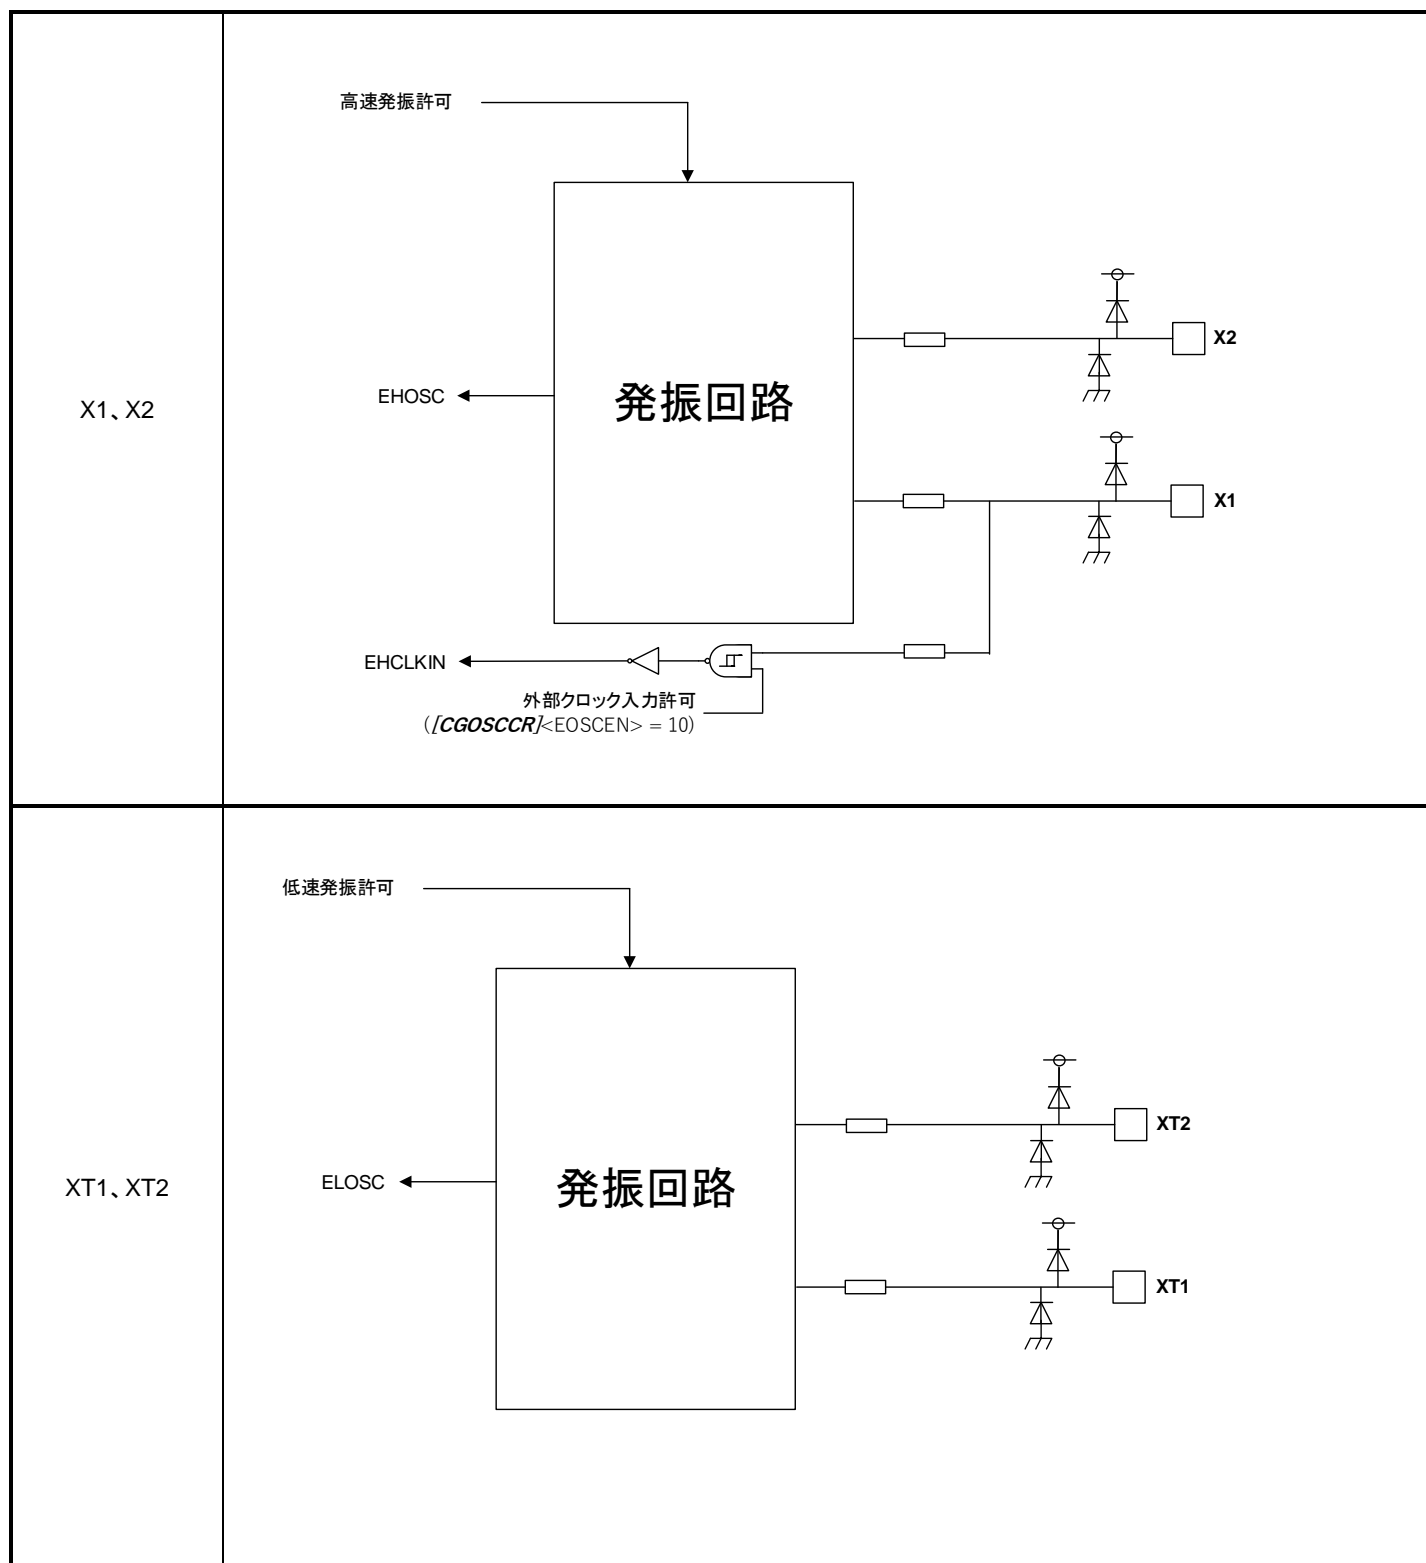 X1、X2
高速発振許可
発振回路
X2
EHOSC
X1
EHCLKIN
外部クロック入力許可
([CGOSCCR]<EOSCEN> = 10)
XT1、XT2
低速発振許可
発振回路
XT2
ELOSC
XT1